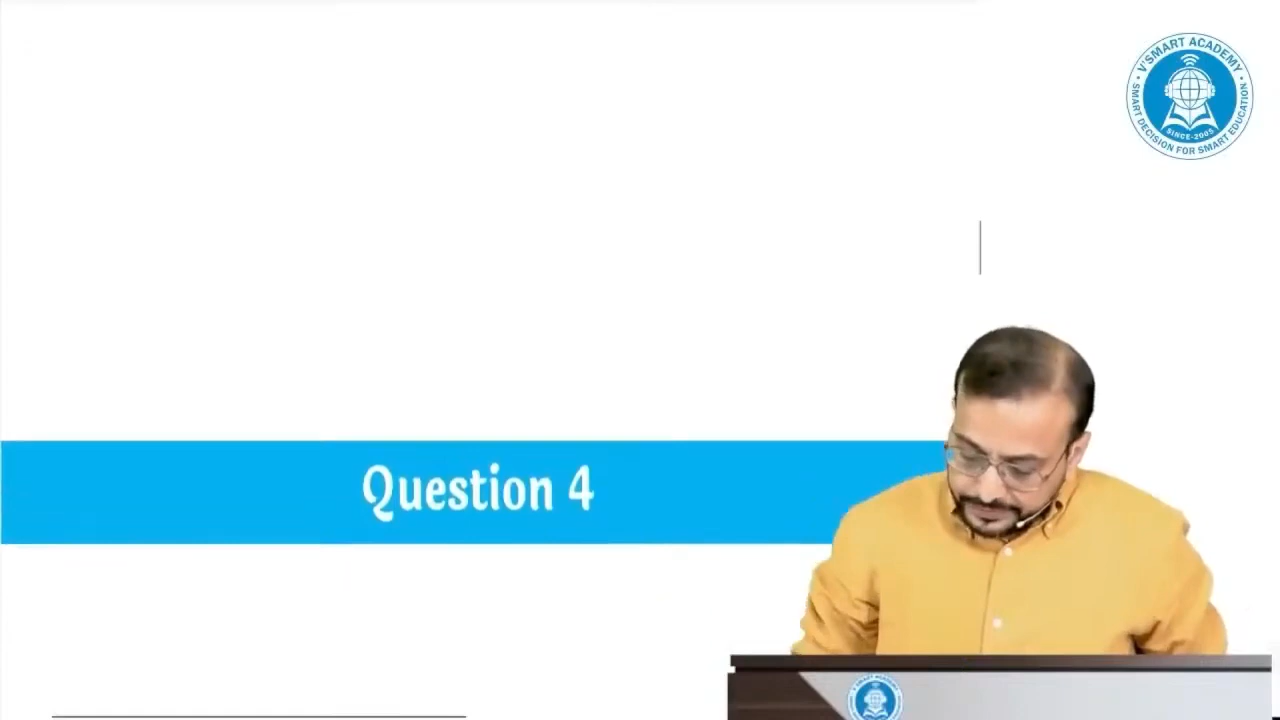 V'SMART ACADEMY
SMART DECISION FOR SMART EDUCATION
SINCE-2005
Question 4